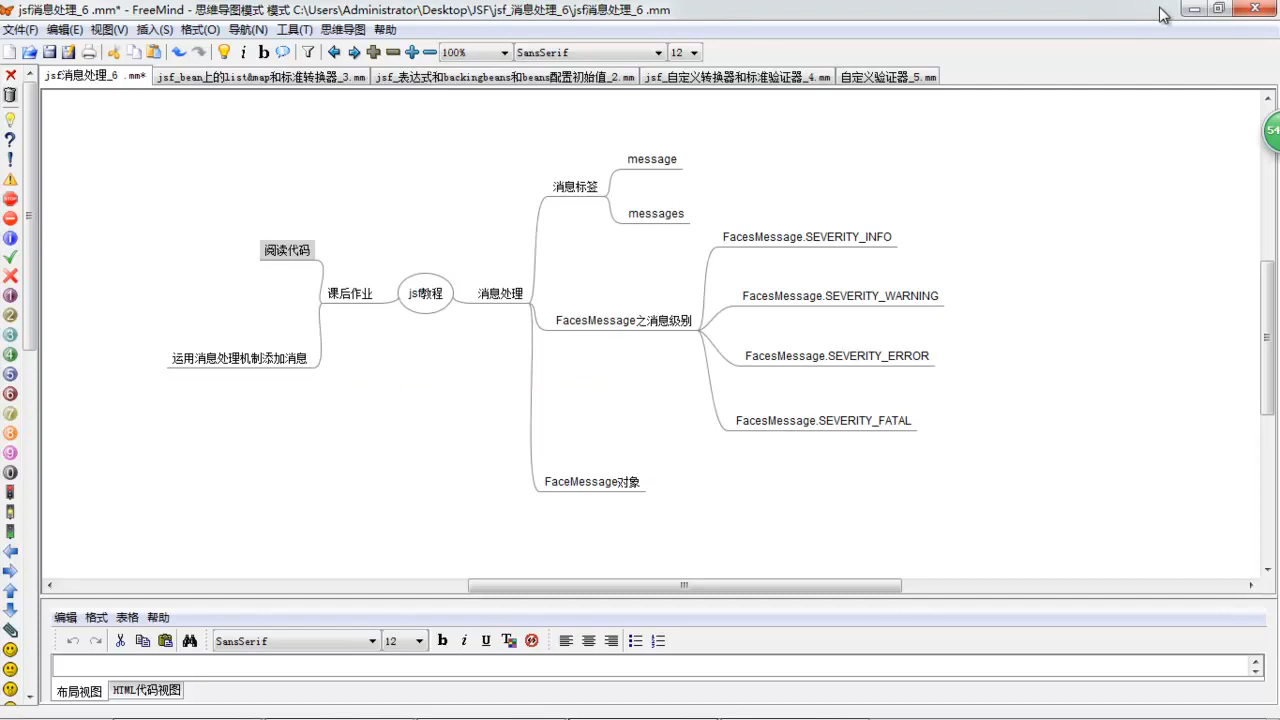 jsf消息处理_6 .mm* - FreeMind - 思维导图模式 模式 C:\Users\Administrator\Desktop\JSF\jsf_消息处理_6\jsf消息处理_6 .mm
文件(F) 编辑(E) 视图(V) 插入(S) 格式(O) 导航(N) 工具(T) 思维导图 帮助
100% SansSerif 12
jsf消息处理_6 .mm* jsf_bean上的list&map和标准转换器_3.mm jsf_表达式和backingbeans和beans配置初始值_2.mm jsf_自定义转换器和标准验证器_4.mm 自定义验证器_5.mm
54
message
消息标签
messages
FacesMessage.SEVERITY_INFO
阅读代码
课后作业
jsf教程
消息处理
FacesMessage.SEVERITY_WARNING
FacesMessage之消息级别
FacesMessage.SEVERITY_ERROR
运用消息处理机制添加消息
FacesMessage.SEVERITY_FATAL
FaceMessage对象
编辑 格式 表格 帮助
SansSerif 12
布局视图 HTML代码视图